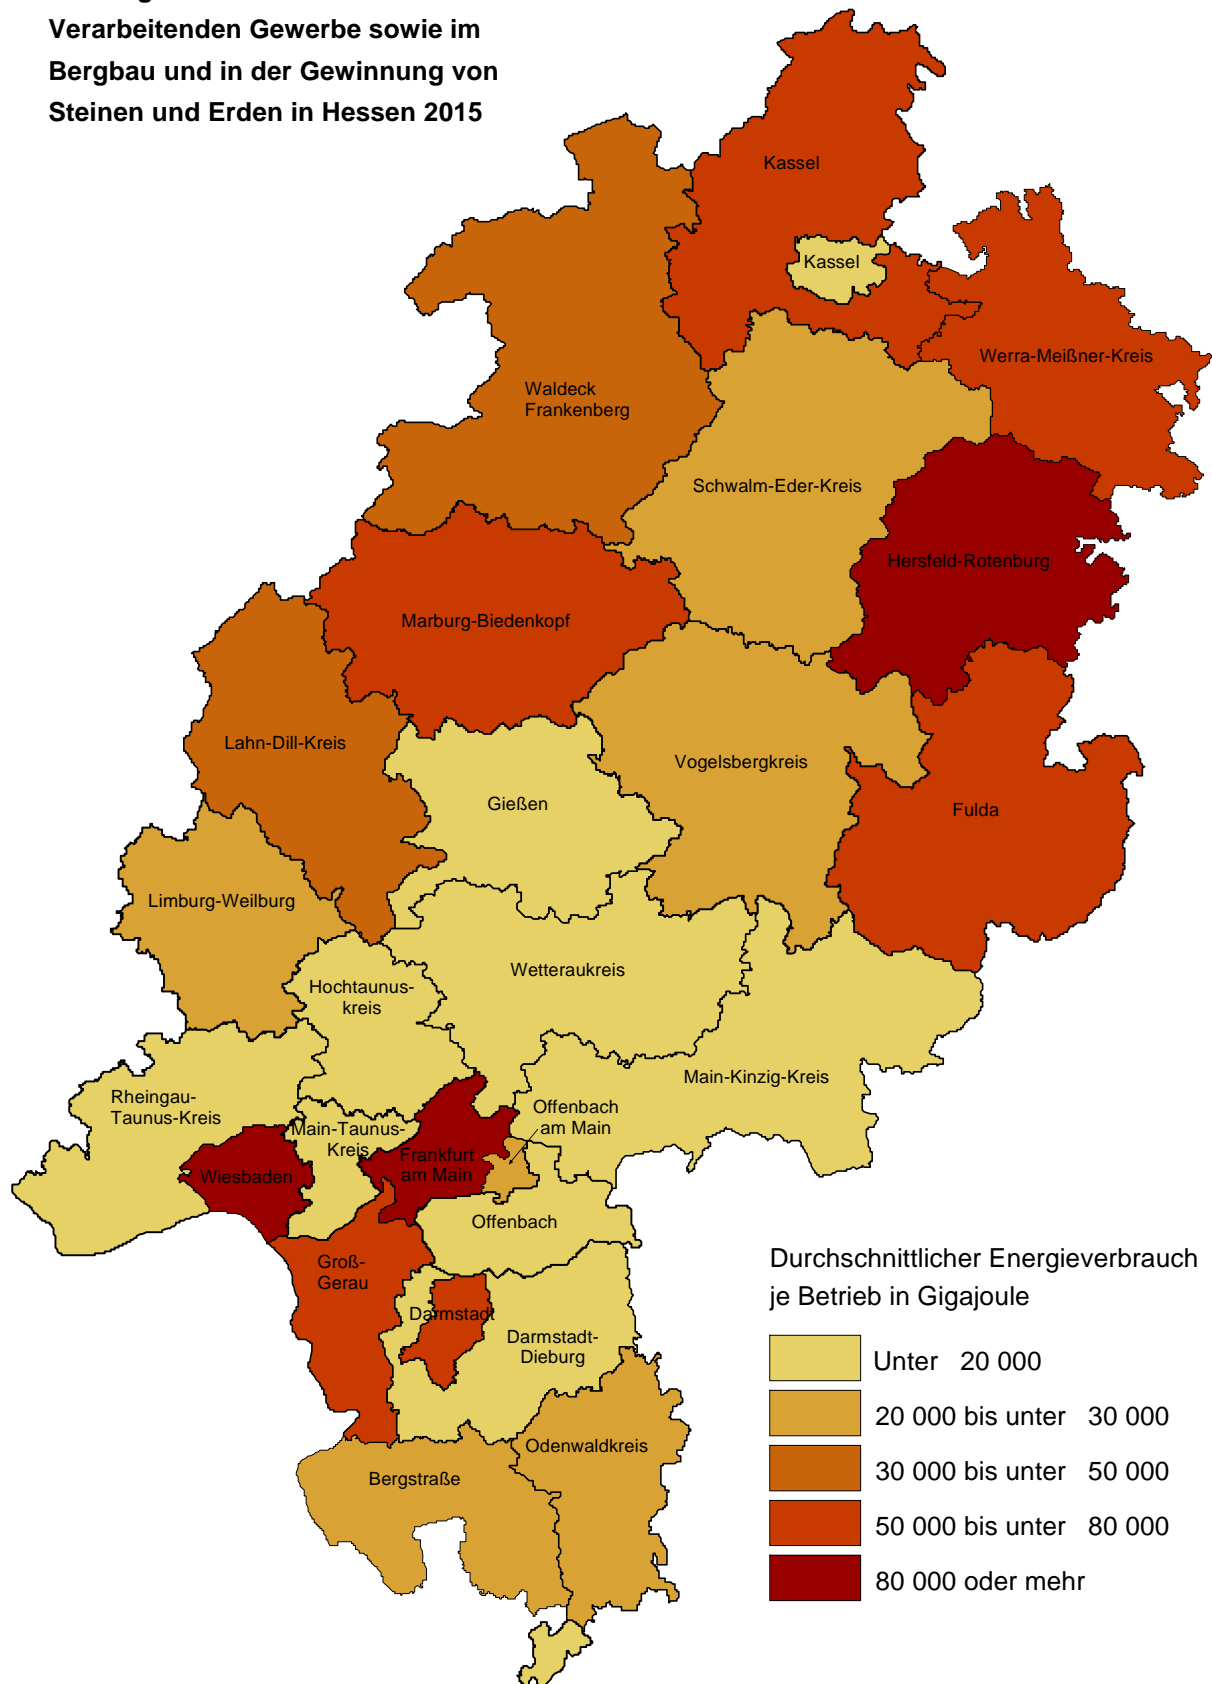 Verarbeitenden Gewerbe sowie im
Bergbau und in der Gewinnung von
Steinen und Erden in Hessen 2015
Kassel
Kassel
Werra-Meißner-Kreis
Waldeck
Frankenberg
Schwalm-Eder-Kreis
Hersfeld-Rotenburg
Marburg-Biedenkopf
Lahn-Dill-Kreis
Vogelsbergkreis
Gießen
Fulda
Limburg-Weilburg
Wetteraukreis
Hochtaunus-
kreis
Main-Kinzig-Kreis
Rheingau-
Taunus-Kreis
Offenbach
am Main
Main-Taunus-
Kreis
Frankfurt
am Main
Wiesbaden
Offenbach
Groß-
Gerau
Darmstadt
Darmstadt-
Dieburg
Odenwaldkreis
Bergstraße
Durchschnittlicher Energieverbrauch
je Betrieb in Gigajoule
Unter 20 000
20 000 bis unter 30 000
30 000 bis unter 50 000
50 000 bis unter 80 000
80 000 oder mehr